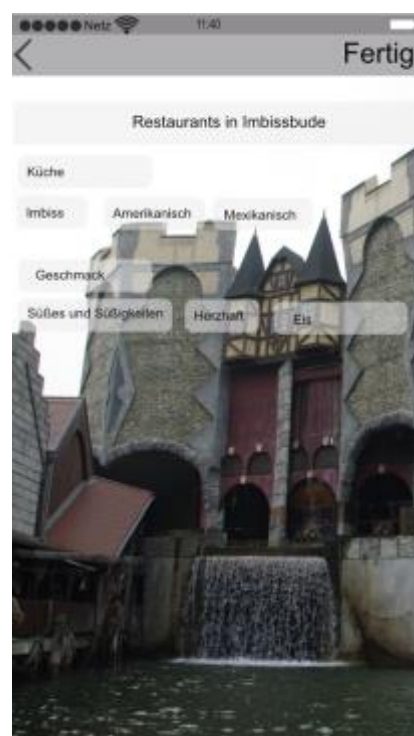 Netz 11:40
Fertig
Restaurants in Imbissbude
Küche
Imbiss Amerikanisch Mexikanisch
Geschmack
Süßes und Süßigkeiten Herzhaft Eis